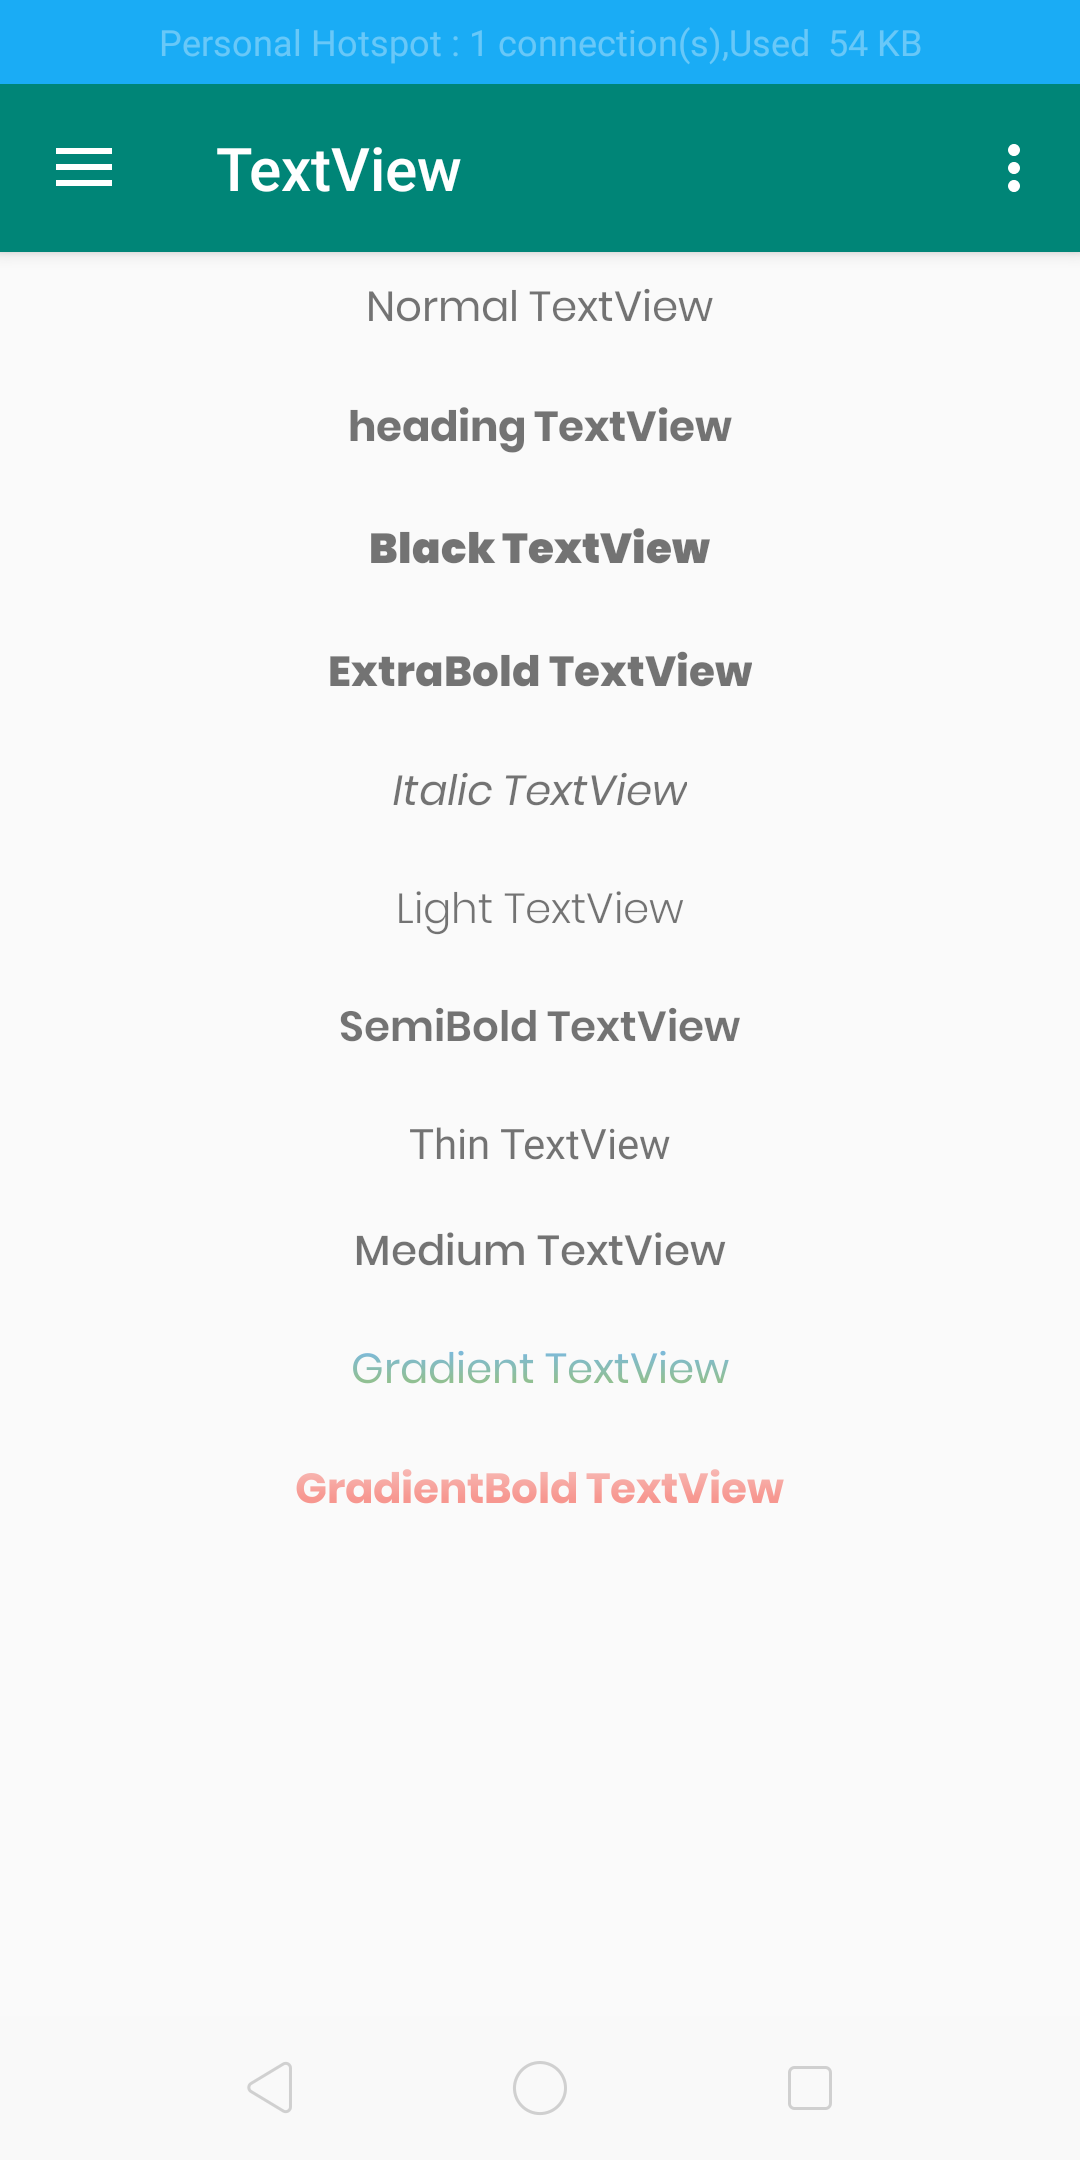 Personal Hotspot : 1 connection(s),Used  54 KB
TextView
Normal TextView
heading TextView
Black TextView
ExtraBold TextView
Italic TextView
Light TextView
SemiBold TextView
Thin TextView
Medium TextView
Gradient TextView
GradientBold TextView